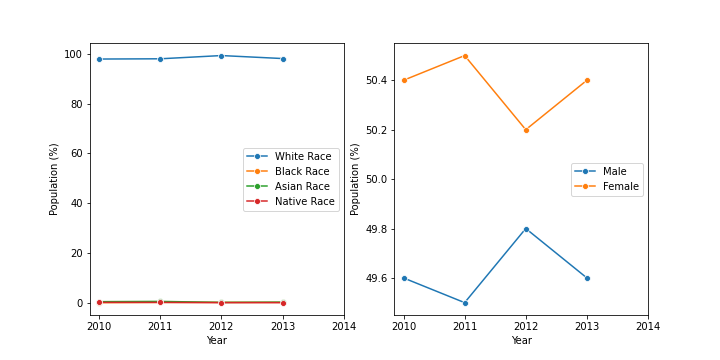 100
80
60
40
20
0
Population (%)
White Race
Black Race
Asian Race
Native Race
2010 2011 2012 2013 2014
Year
50.4
50.2
50.0
49.8
49.6
Population (%)
Male
Female
2010 2011 2012 2013 2014
Year